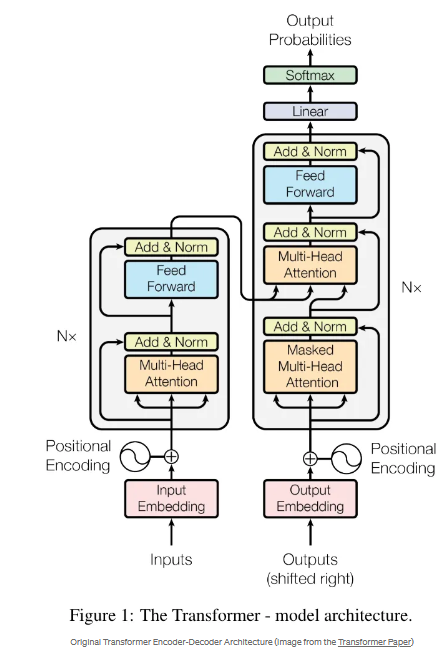 Output
Probabilities
Softmax
Linear
Add & Norm
Feed
Forward
Add & Norm
Multi-Head
Attention
Add & Norm
Masked
Multi-Head
Attention
Nx
Add & Norm
Feed
Forward
Nx
Add & Norm
Multi-Head
Attention
Positional
Encoding
Positional
Encoding
Input
Embedding
Output
Embedding
Inputs
Outputs
(shifted right)
Figure 1: The Transformer - model architecture.
Original Transformer Encoder-Decoder Architecture (Image from the Transformer Paper)